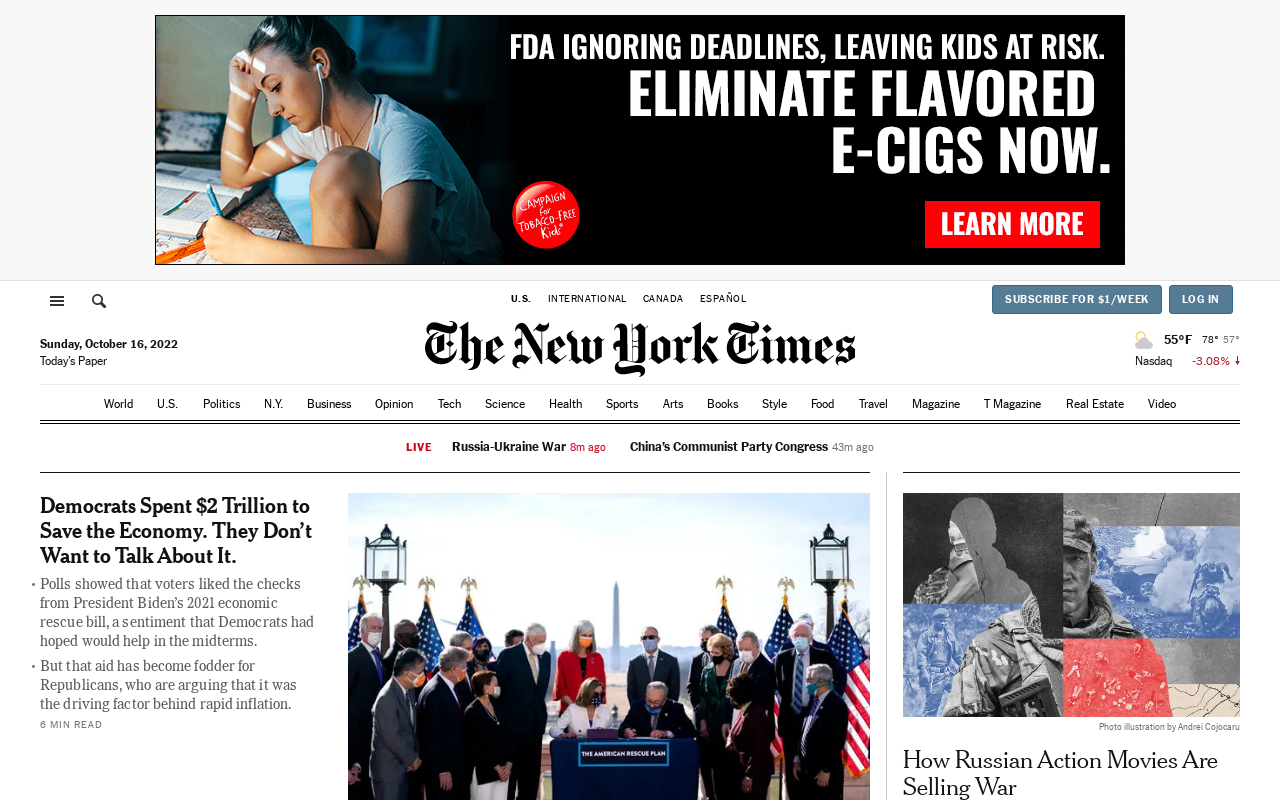 FDA IGNORING DEADLINES, LEAVING KIDS AT RISK.
ELIMINATE FLAVORED
E-CIGS NOW.
CAMPAIGN
for
TOBACCO-FREE
Kids®
LEARN MORE
U.S. INTERNATIONAL CANADA ESPAÑOL
SUBSCRIBE FOR $1/WEEK LOG IN
The New York Times
Sunday, October 16, 2022
Today's Paper
55°F 78° 57°
Nasdaq -3.08% ↓
World U.S. Politics N.Y. Business Opinion Tech Science Health Sports Arts Books Style Food Travel Magazine T Magazine Real Estate Video
LIVE Russia-Ukraine War 8m ago China’s Communist Party Congress 43m ago
Democrats Spent $2 Trillion to
Save the Economy. They Don’t
Want to Talk About It.
• Polls showed that voters liked the checks
from President Biden’s 2021 economic
rescue bill, a sentiment that Democrats had
hoped would help in the midterms.
• But that aid has become fodder for
Republicans, who are arguing that it was
the driving factor behind rapid inflation.
6 MIN READ
THE AMERICAN RESCUE PLAN
Photo illustration by Andrei Cojocaru
How Russian Action Movies Are
Selling War